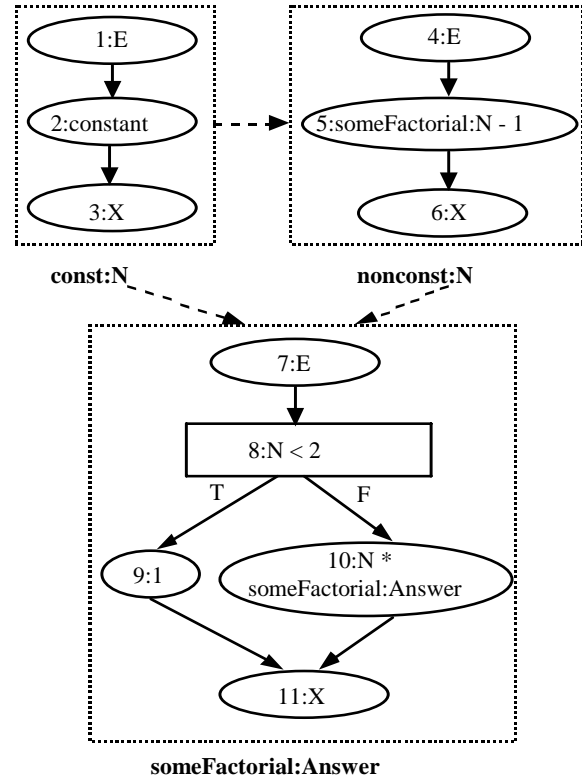 1:E
2:constant
3:X
4:E
5:someFactorial:N - 1
6:X
const:N
nonconst:N
7:E
8:N < 2
T
F
9:1
10:N *
someFactorial:Answer
11:X
someFactorial:Answer